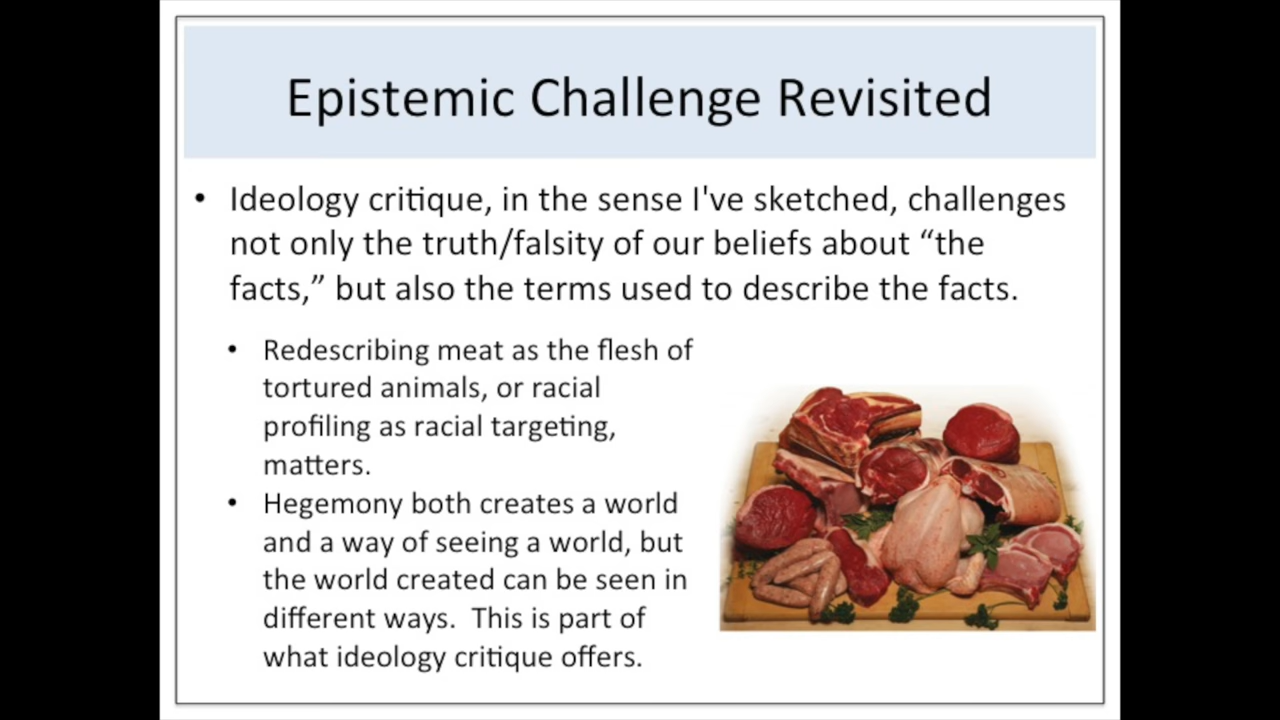 Epistemic Challenge Revisited
• Ideology critique, in the sense I've sketched, challenges
not only the truth/falsity of our beliefs about “the
facts,” but also the terms used to describe the facts.
• Redescribing meat as the flesh of
tortured animals, or racial
profiling as racial targeting,
matters.
• Hegemony both creates a world
and a way of seeing a world, but
the world created can be seen in
different ways.  This is part of
what ideology critique offers.